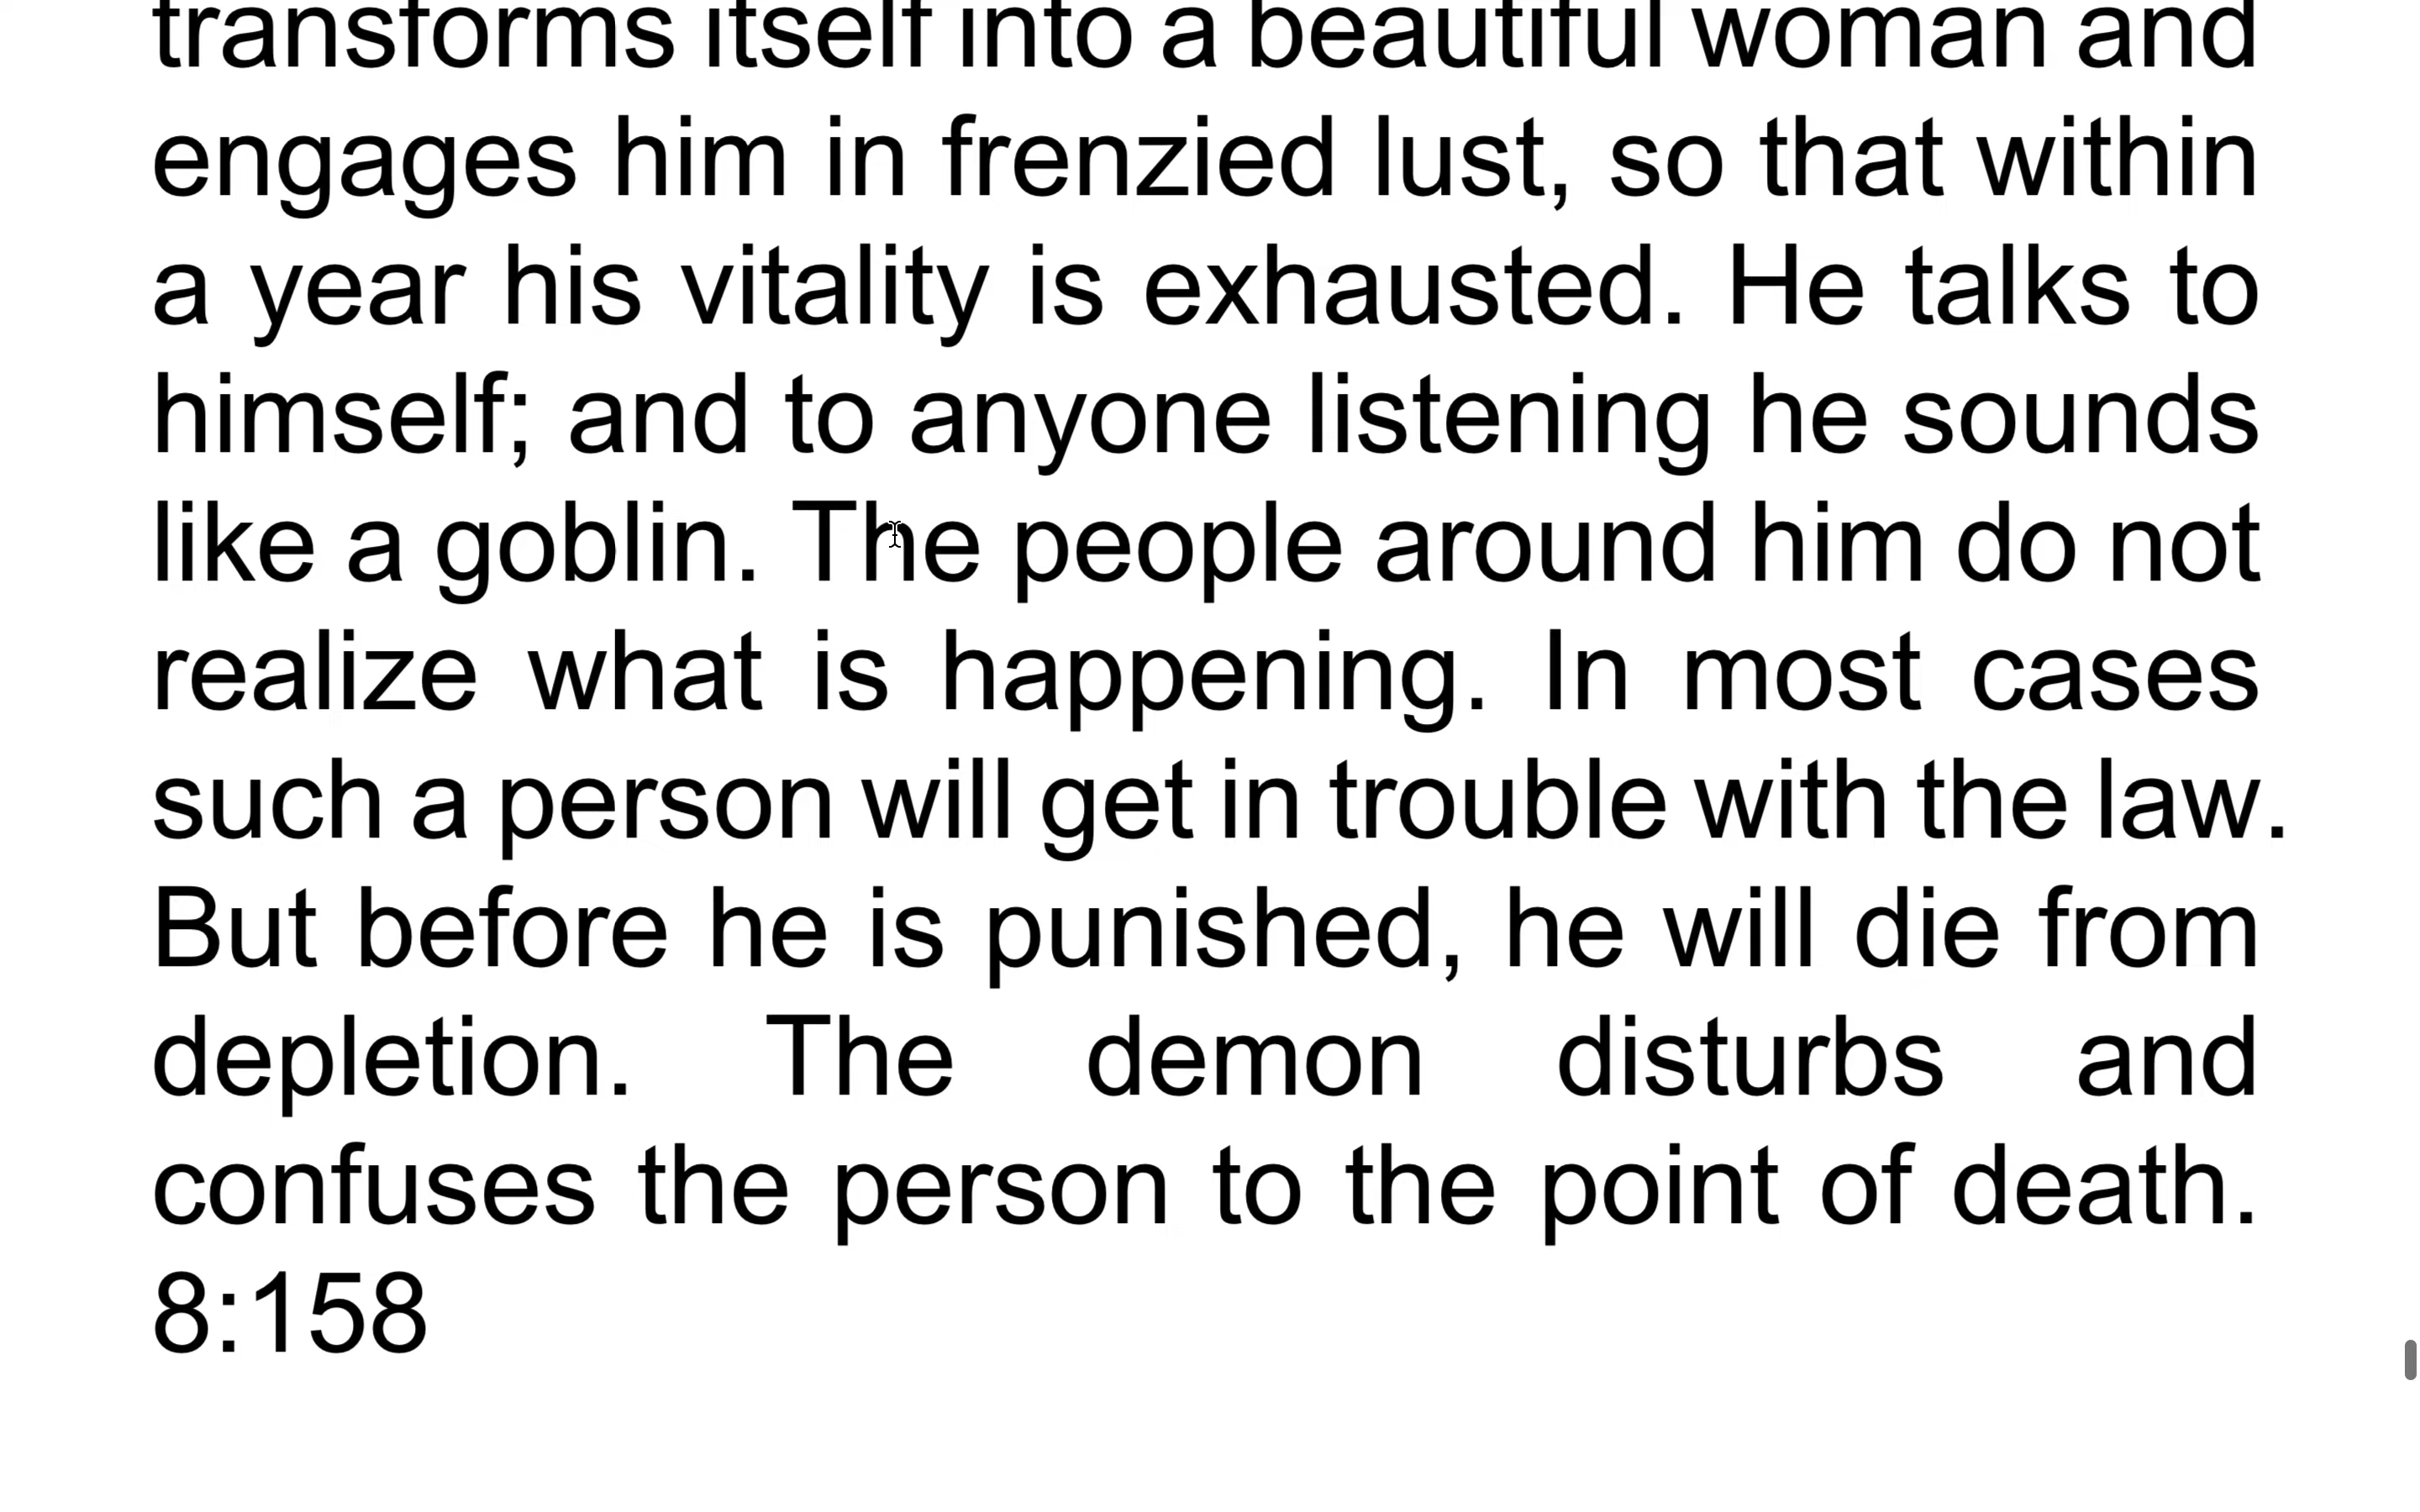 transforms itself into a beautiful woman and
engages him in frenzied lust, so that within
a year his vitality is exhausted. He talks to
himself; and to anyone listening he sounds
like a goblin. The people around him do not
realize what is happening. In most cases
such a person will get in trouble with the law.
But before he is punished, he will die from
depletion. The demon disturbs and
confuses the person to the point of death.
8:158